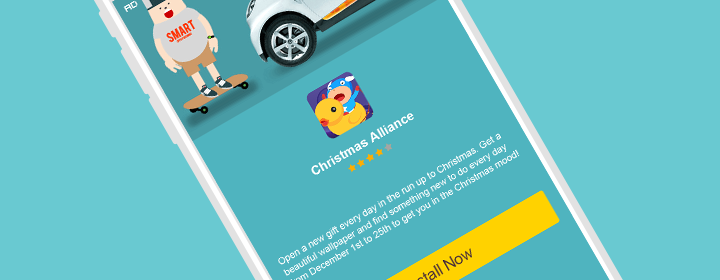 AD
SMART
Christmas Alliance
Open a new gift every day in the run up to Christmas. Get a
beautiful wallpaper and find something new to do every day
from December 1st to 25th to get you in the Christmas mood!
Install Now